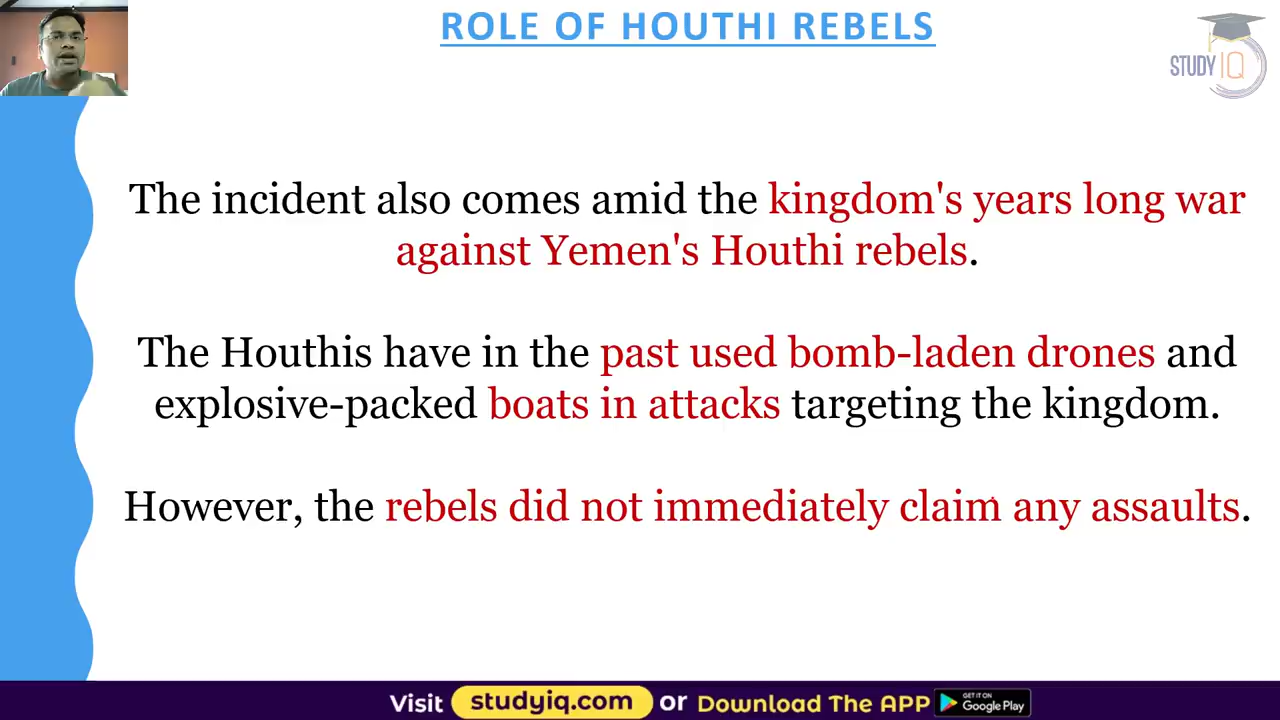 ROLE OF HOUTHI REBELS
STUDY IQ
The incident also comes amid the kingdom's years long war
against Yemen's Houthi rebels.
The Houthis have in the past used bomb-laden drones and
explosive-packed boats in attacks targeting the kingdom.
However, the rebels did not immediately claim any assaults.
Visit studyiq.com or Download The APP GET IT ON Google Play